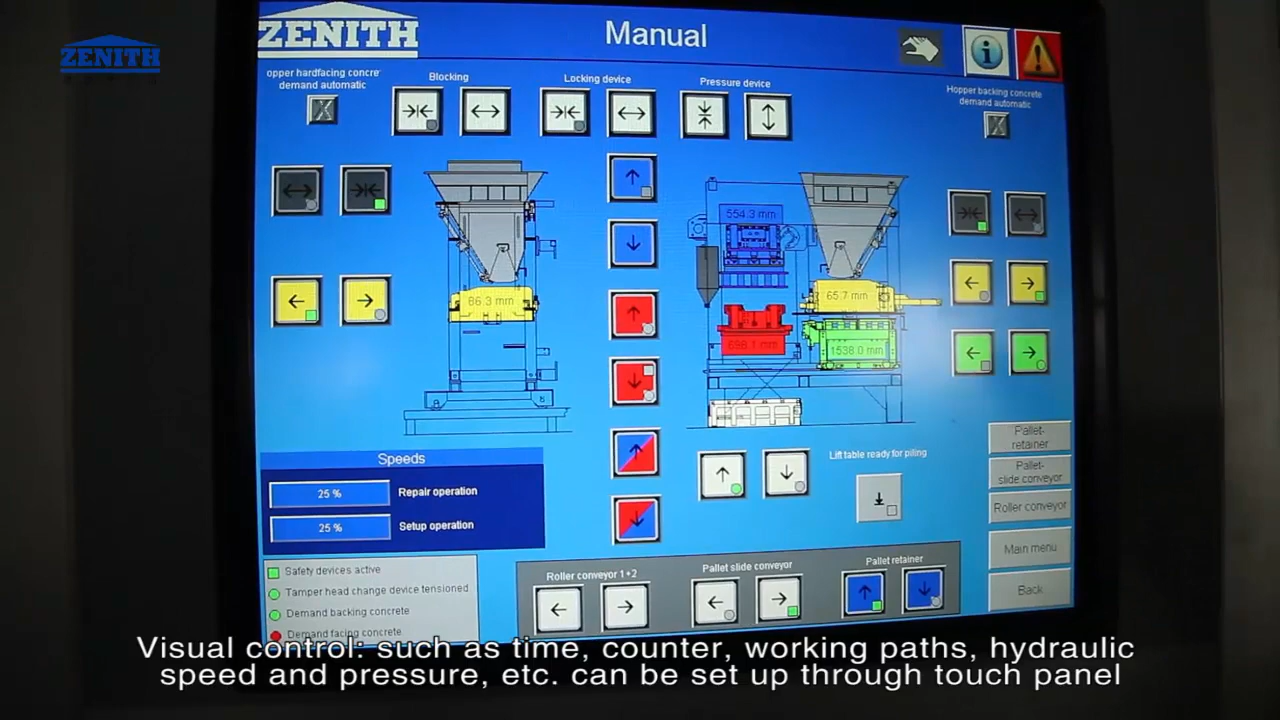 ZENITH
ZENITH
Manual
opper hardfacing concre
demand automatic
Blocking
Locking device
Pressure device
Hopper backing concrete
demand automatic
554.3 mm
86.3 mm
65.7 mm
698.1 mm
1538.0 mm
Speeds
25 %
Repair operation
25 %
Setup operation
Lift table ready for piling
Pallet-
retainer
Pallet-
slide conveyor
Roller conveyor
Main menu
Back
Safety devices active
Tamper head change device tensioned
Demand backing concrete
Demand facing concrete
Roller conveyor 1+2
Pallet slide conveyor
Pallet retainer
Visual control: such as time, counter, working paths, hydraulic
speed and pressure, etc. can be set up through touch panel